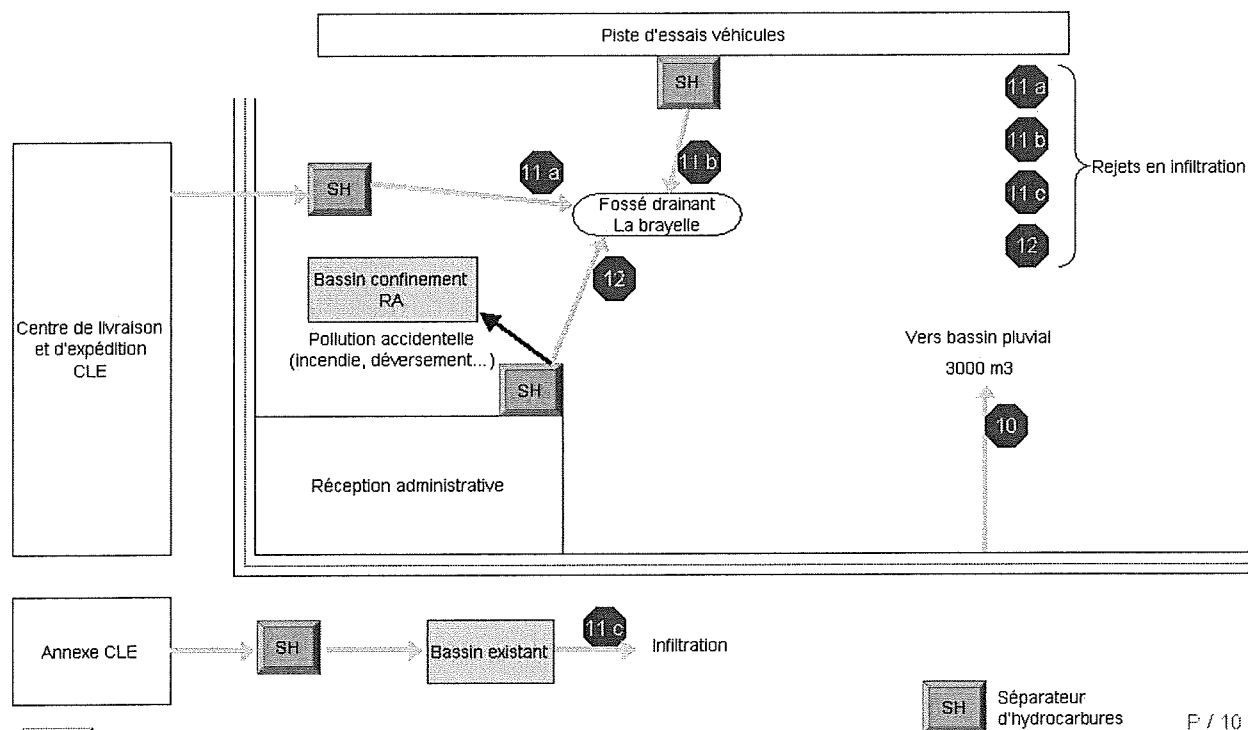 Piste d'essais véhicules
SH
11 a
11 b
11 c
12
Rejets en infiltration
Centre de livraison
et d'expédition
CLE
SH
11 a
11 b
Fossé drainant
La brayelle
12
Bassin confinement
RA
Pollution accidentelle
(incendie, déversement...)
SH
Réception administrative
Vers bassin pluvial
3000 m3
10
Annexe CLE
SH
Bassin existant
11 c
Infiltration
SH
Séparateur
d'hydrocarbures
P / 10